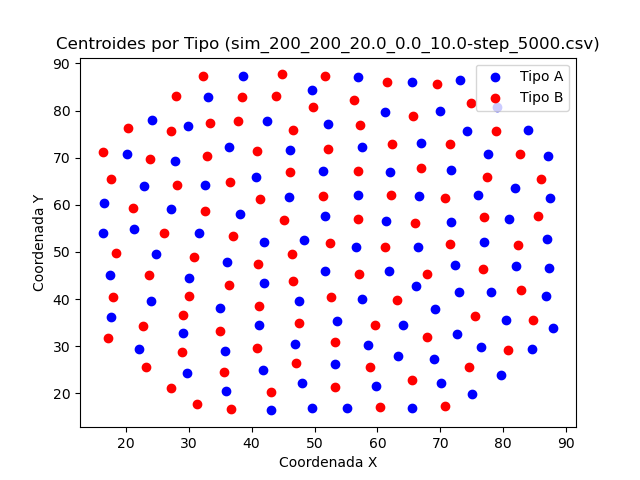 Centroides por Tipo (sim_200_200_20.0_0.0_10.0-step_5000.csv)
Tipo A
Tipo B
90
80
70
60
50
40
30
20
Coordenada Y
20 30 40 50 60 70 80 90
Coordenada X